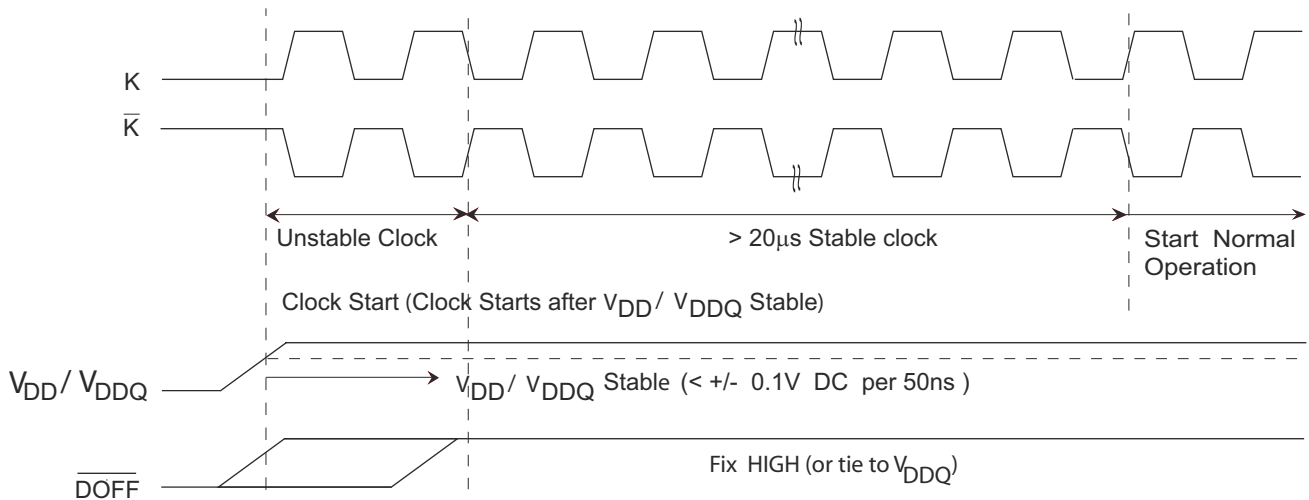 K
K̅
Unstable Clock
> 20μs Stable clock
Start Normal
Operation
Clock Start (Clock Starts after VDD / VDDQ Stable)
VDD / VDDQ
VDD / VDDQ Stable (< +/- 0.1V DC per 50ns )
Fix HIGH (or tie to VDDQ)
D̅O̅F̅F̅